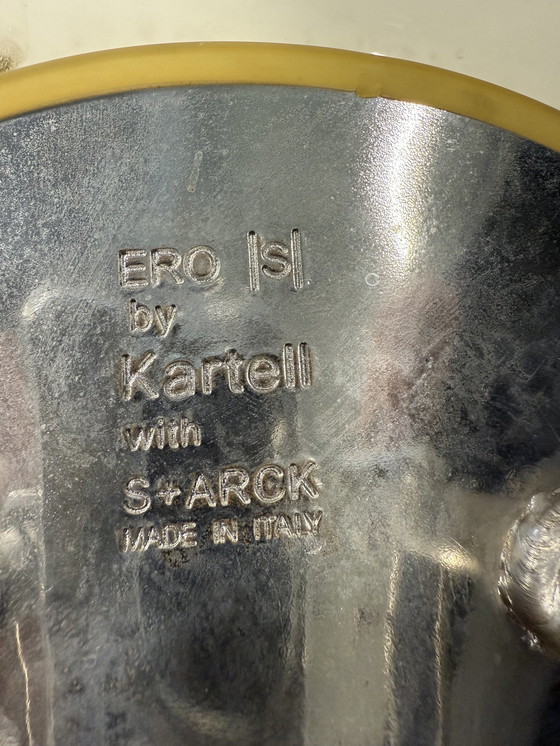 ERO |S|
by
Kartell
with
S+ARCK
MADE IN ITALY